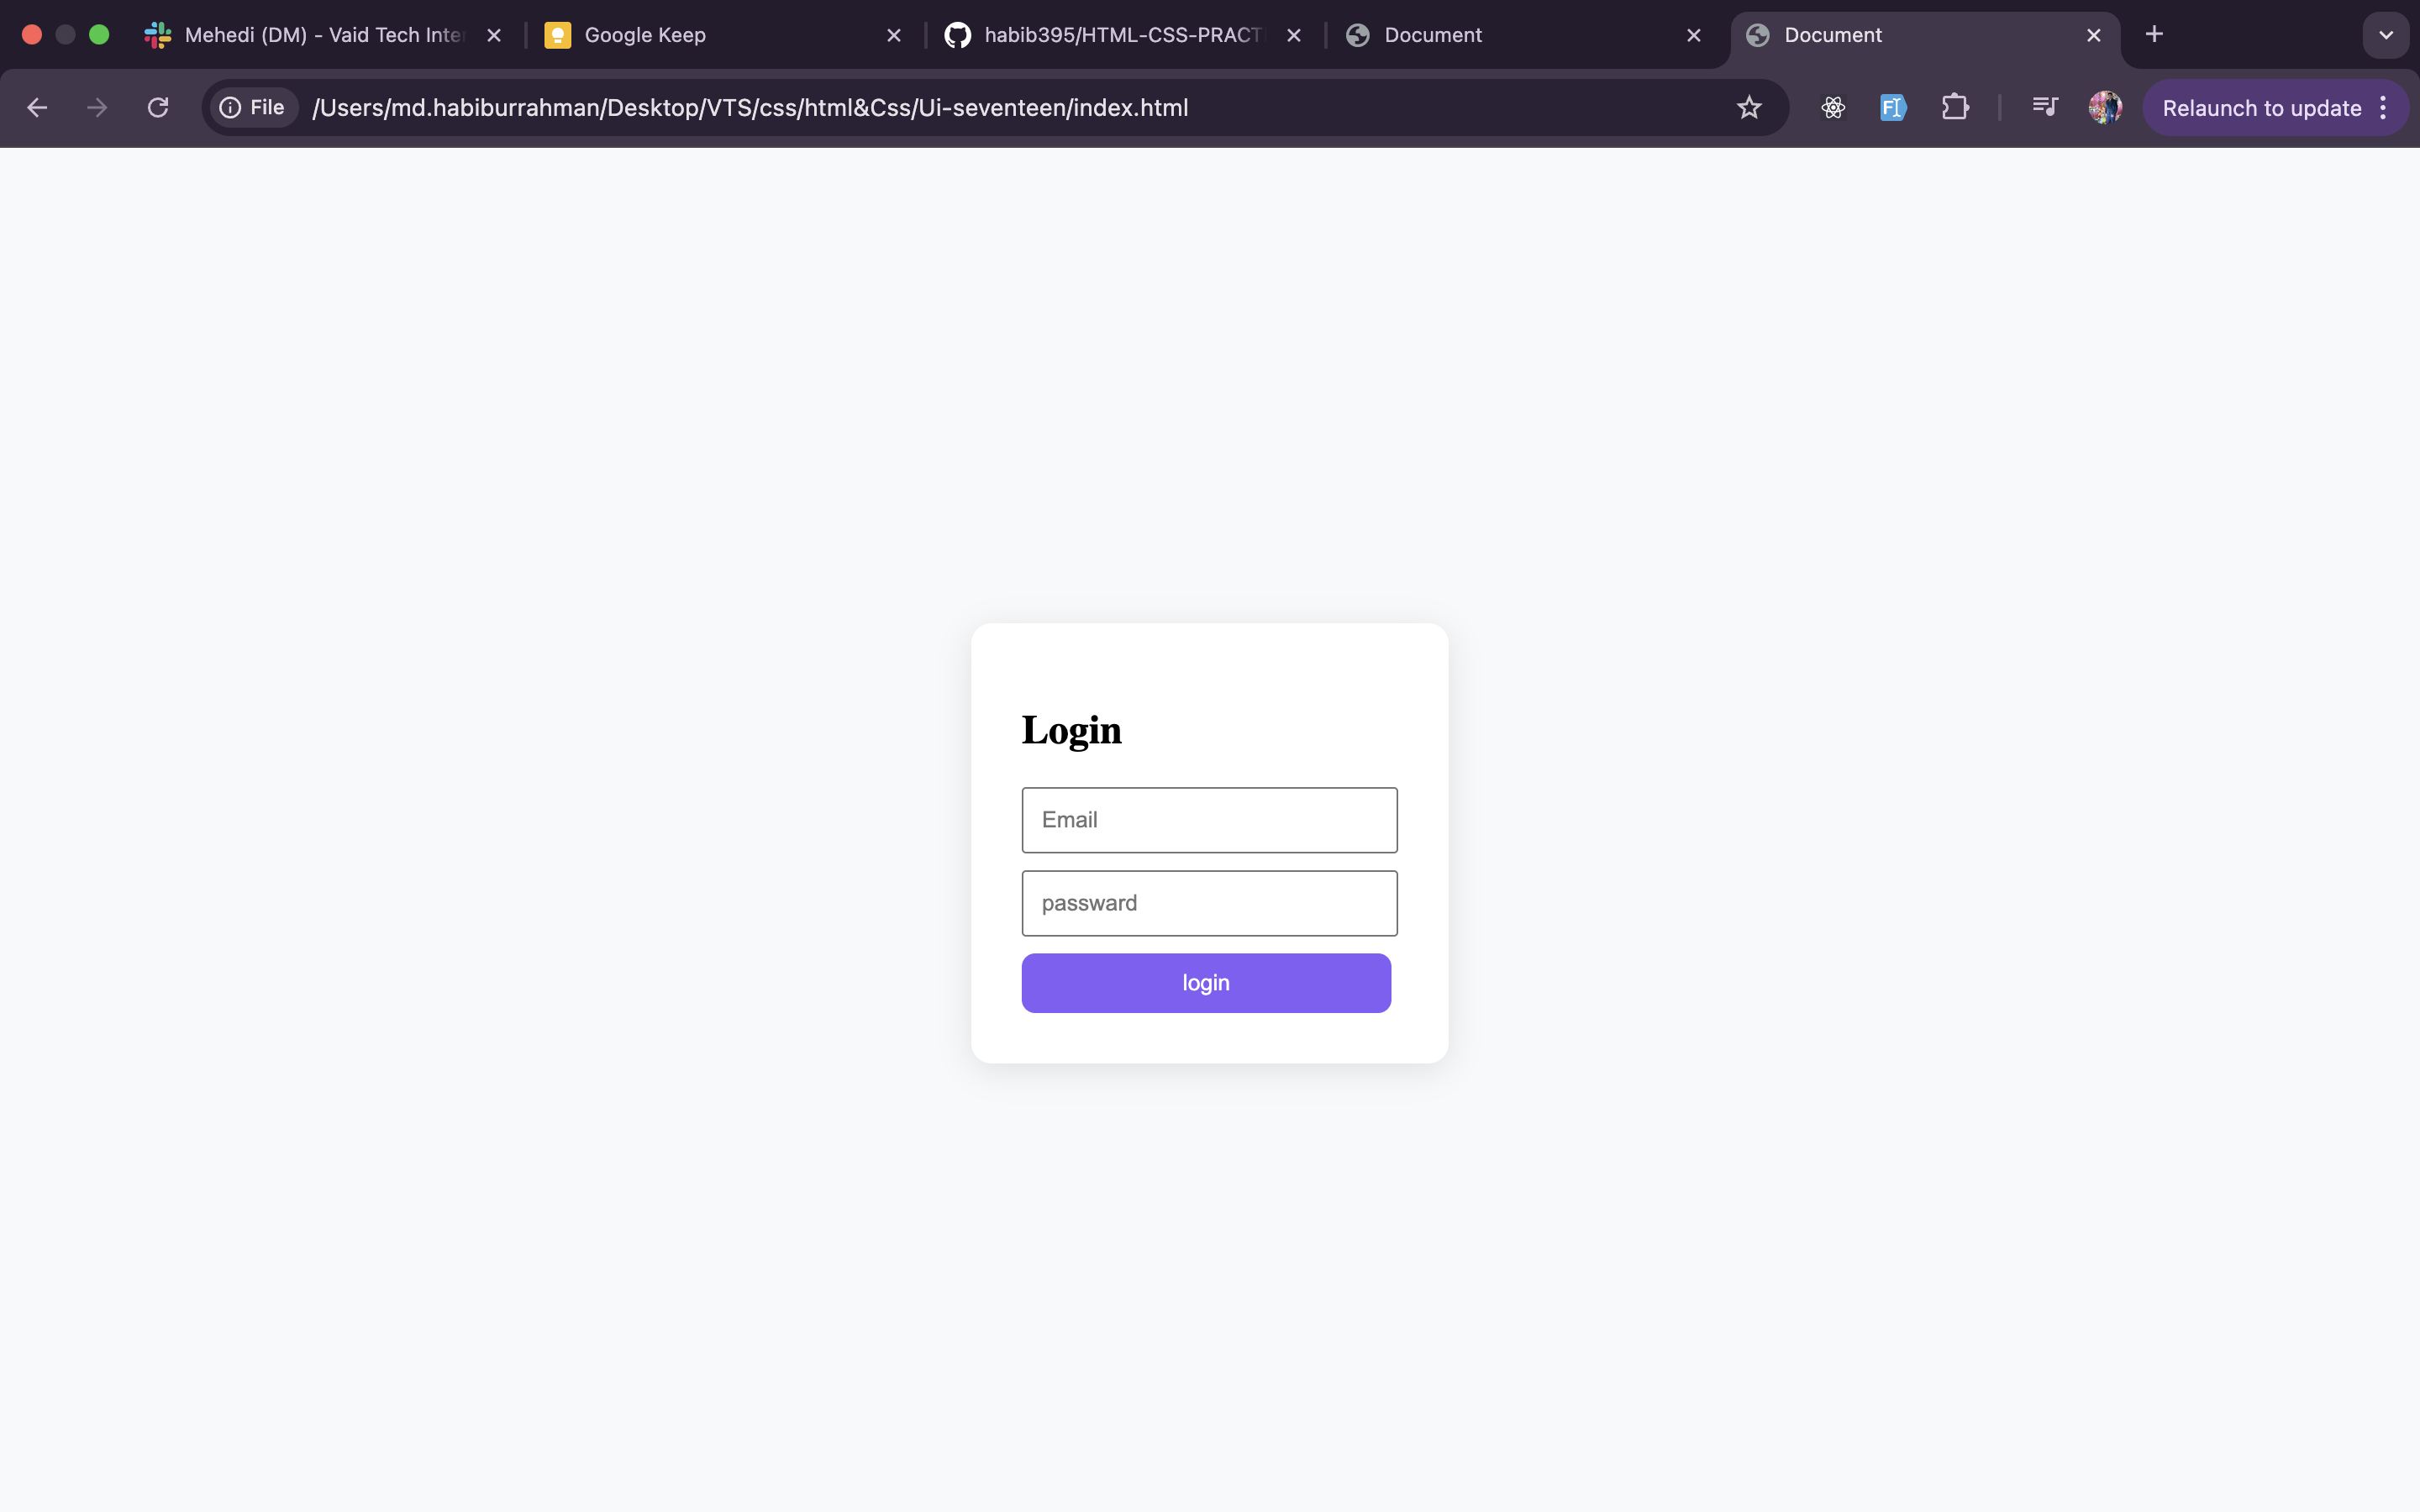 Mehedi (DM) - Vaid Tech Inte
Google Keep
habib395/HTML-CSS-PRACT
Document
Document
File
/Users/md.habiburrahman/Desktop/VTS/css/html&Css/Ui-seventeen/index.html
Relaunch to update
Login
Email
passward
login